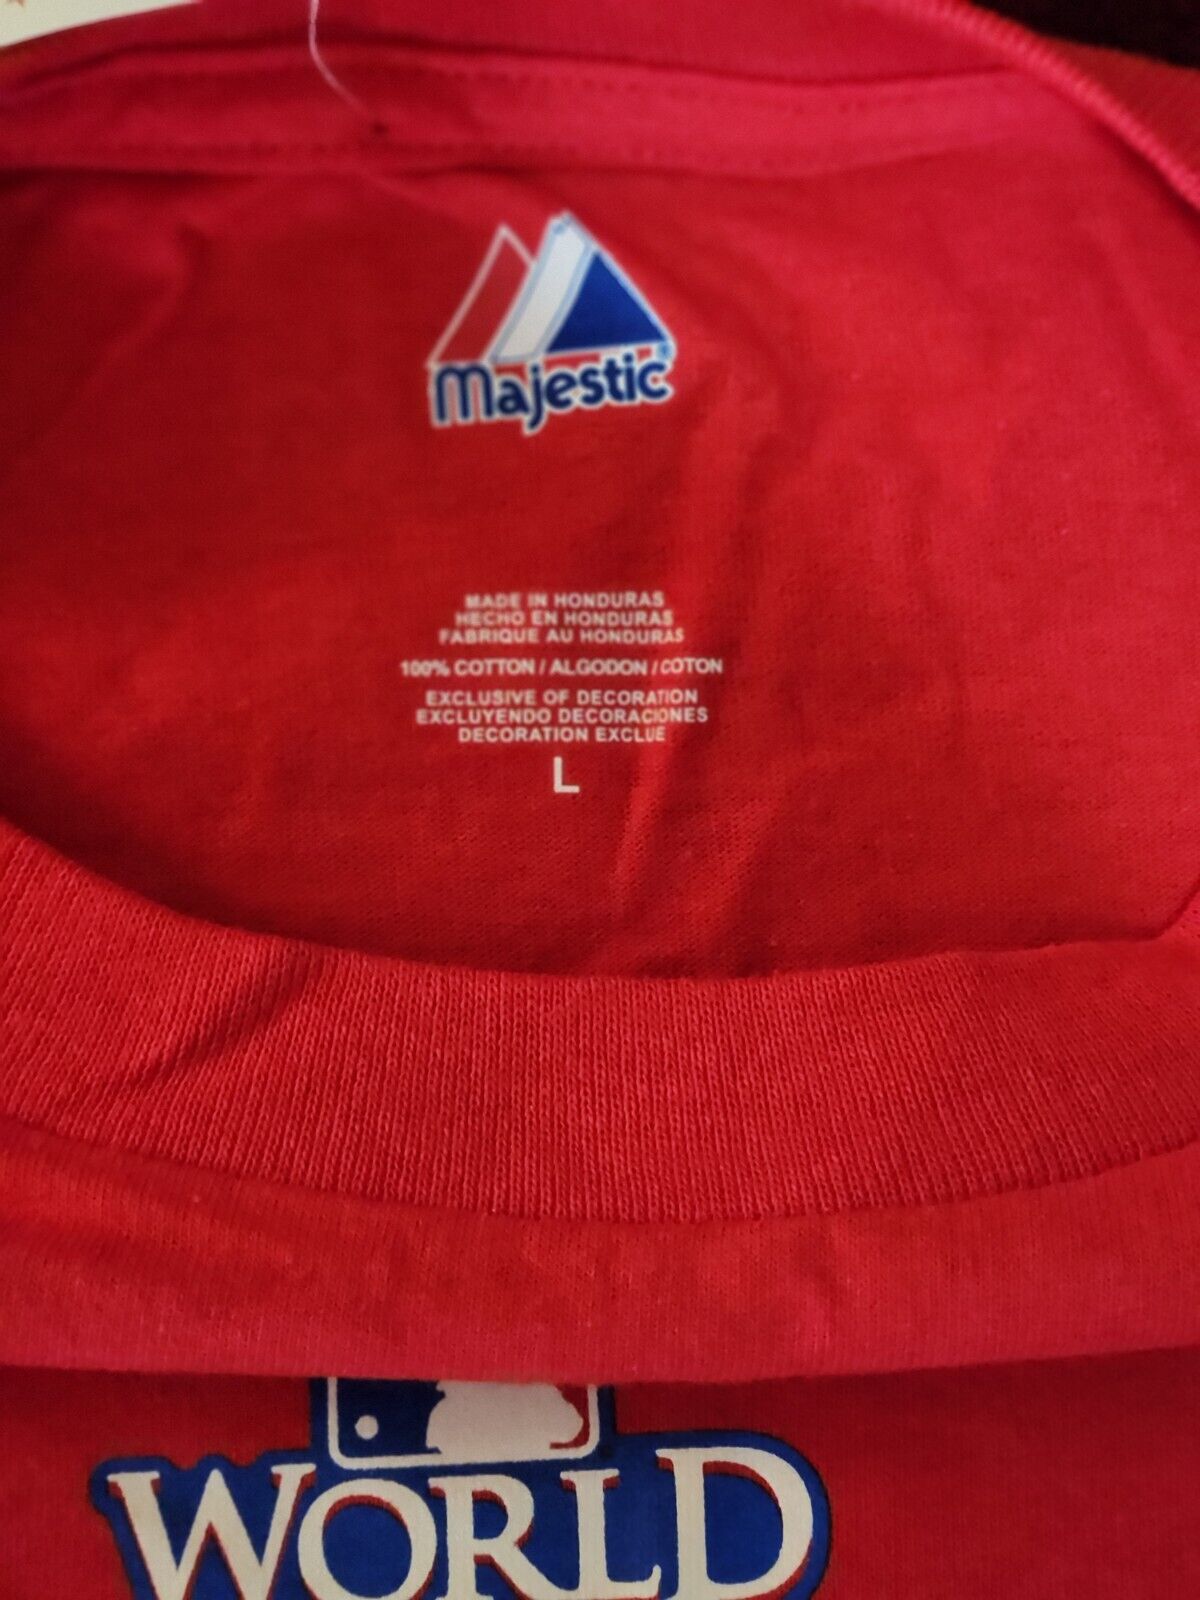 Majestic®
MADE IN HONDURAS
HECHO EN HONDURAS
FABRIQUE AU HONDURAS
100% COTTON / ALGODON / COTON
EXCLUSIVE OF DECORATION
EXCLUYENDO DECORACIONES
DECORATION EXCLUE
L
WORLD